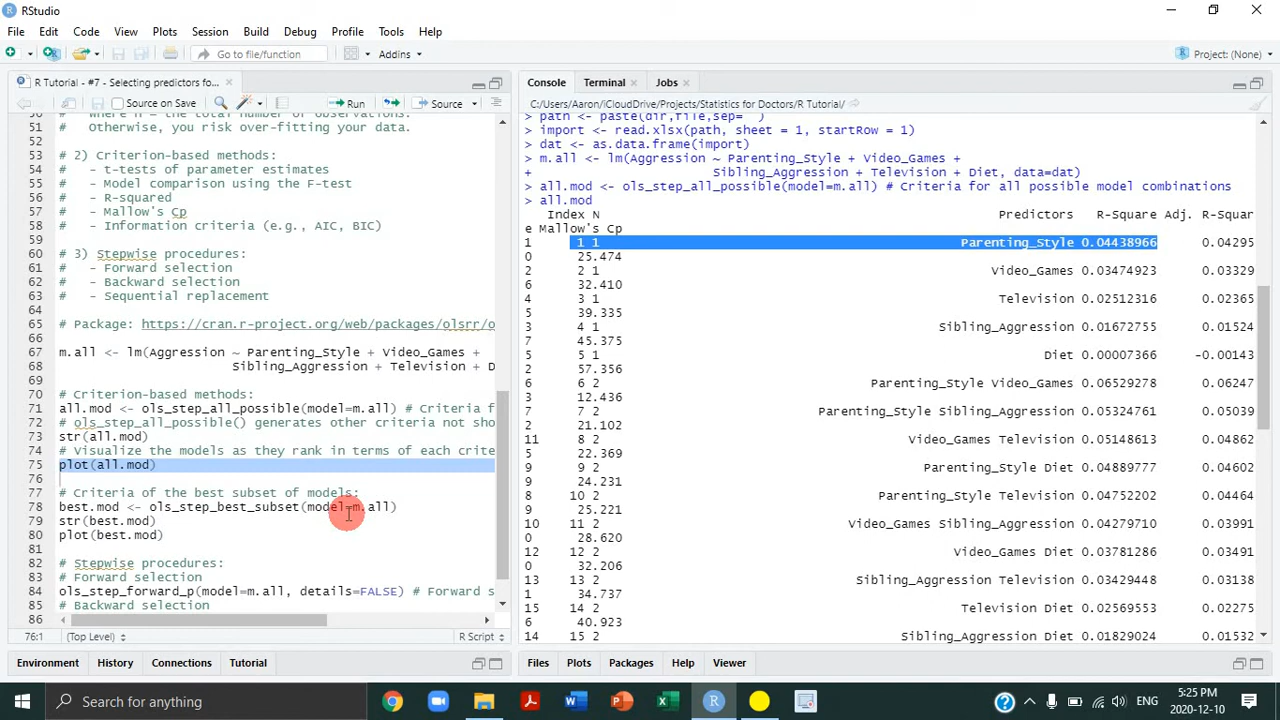 RStudio
File Edit Code View Plots Session Build Debug Profile Tools Help
Go to file/function Addins Project: (None)
R Tutorial - #7 - Selecting predictors fo...
Source on Save Run Source
51 # Otherwise, you risk over-fitting your data.
52
53 # 2) Criterion-based methods:
54 # - t-tests of parameter estimates
55 # - Model comparison using the F-test
56 # - R-squared
57 # - Mallow's Cp
58 # - Information criteria (e.g., AIC, BIC)
59
60 # 3) Stepwise procedures:
61 # - Forward selection
62 # - Backward selection
63 # - Sequential replacement
64
65 # Package: https://cran.r-project.org/web/packages/olsrr/o
66
67 m.all <- lm(Aggression ~ Parenting_Style + Video_Games +
68 Sibling_Aggression + Television + D
69
70 # Criterion-based methods:
71 all.mod <- ols_step_all_possible(model=m.all) # Criteria f
72 # ols_step_all_possible() generates other criteria not sho
73 str(all.mod)
74 # Visualize the models as they rank in terms of each crite
75 plot(all.mod)
76
77 # Criteria of the best subset of models:
78 best.mod <- ols_step_best_subset(model=m.all)
79 str(best.mod)
80 plot(best.mod)
81
82 # Stepwise procedures:
83 # Forward selection
84 ols_step_forward_p(model=m.all, details=FALSE) # Forward s
85 # Backward selection
86
76:1 (Top Level) R Script
Environment History Connections Tutorial
Console Terminal Jobs
C:/Users/Aaron/iCloudDrive/Projects/Statistics for Doctors/R Tutorial/
> import <- read.xlsx(path, sheet = 1, startRow = 1)
> dat <- as.data.frame(import)
> m.all <- lm(Aggression ~ Parenting_Style + Video_Games +
+ Sibling_Aggression + Television + Diet, data=dat)
> all.mod <- ols_step_all_possible(model=m.all) # Criteria for all possible model combinations
> all.mod
Index N Predictors R-Square Adj. R-Squar
e Mallow's Cp
1 1 1 Parenting_Style 0.04438966 0.04295
0 25.474
2 2 1 Video_Games 0.03474923 0.03329
6 32.410
4 3 1 Television 0.02512316 0.02365
5 39.335
3 4 1 Sibling_Aggression 0.01672755 0.01524
7 45.375
5 5 1 Diet 0.00007366 -0.00143
7 57.356
6 6 2 Parenting_Style Video_Games 0.06529278 0.06247
3 12.436
7 7 2 Parenting_Style Sibling_Aggression 0.05324761 0.05039
2 21.102
11 8 2 Video_Games Television 0.05148613 0.04862
5 22.369
9 9 2 Parenting_Style Diet 0.04889777 0.04602
9 24.231
8 10 2 Parenting_Style Television 0.04752202 0.04464
9 25.221
10 11 2 Video_Games Sibling_Aggression 0.04279050 0.03991
0 28.620
12 12 2 Video_Games Diet 0.03781286 0.03491
0 32.206
13 13 2 Sibling_Aggression Television 0.03429448 0.03138
1 34.737
15 14 2 Television Diet 0.02569553 0.02275
6 40.923
14 15 2 Sibling_Aggression Diet 0.01829024 0.01532
Files Plots Packages Help Viewer
Search for anything
ENG
5:25 PM
2020-12-10